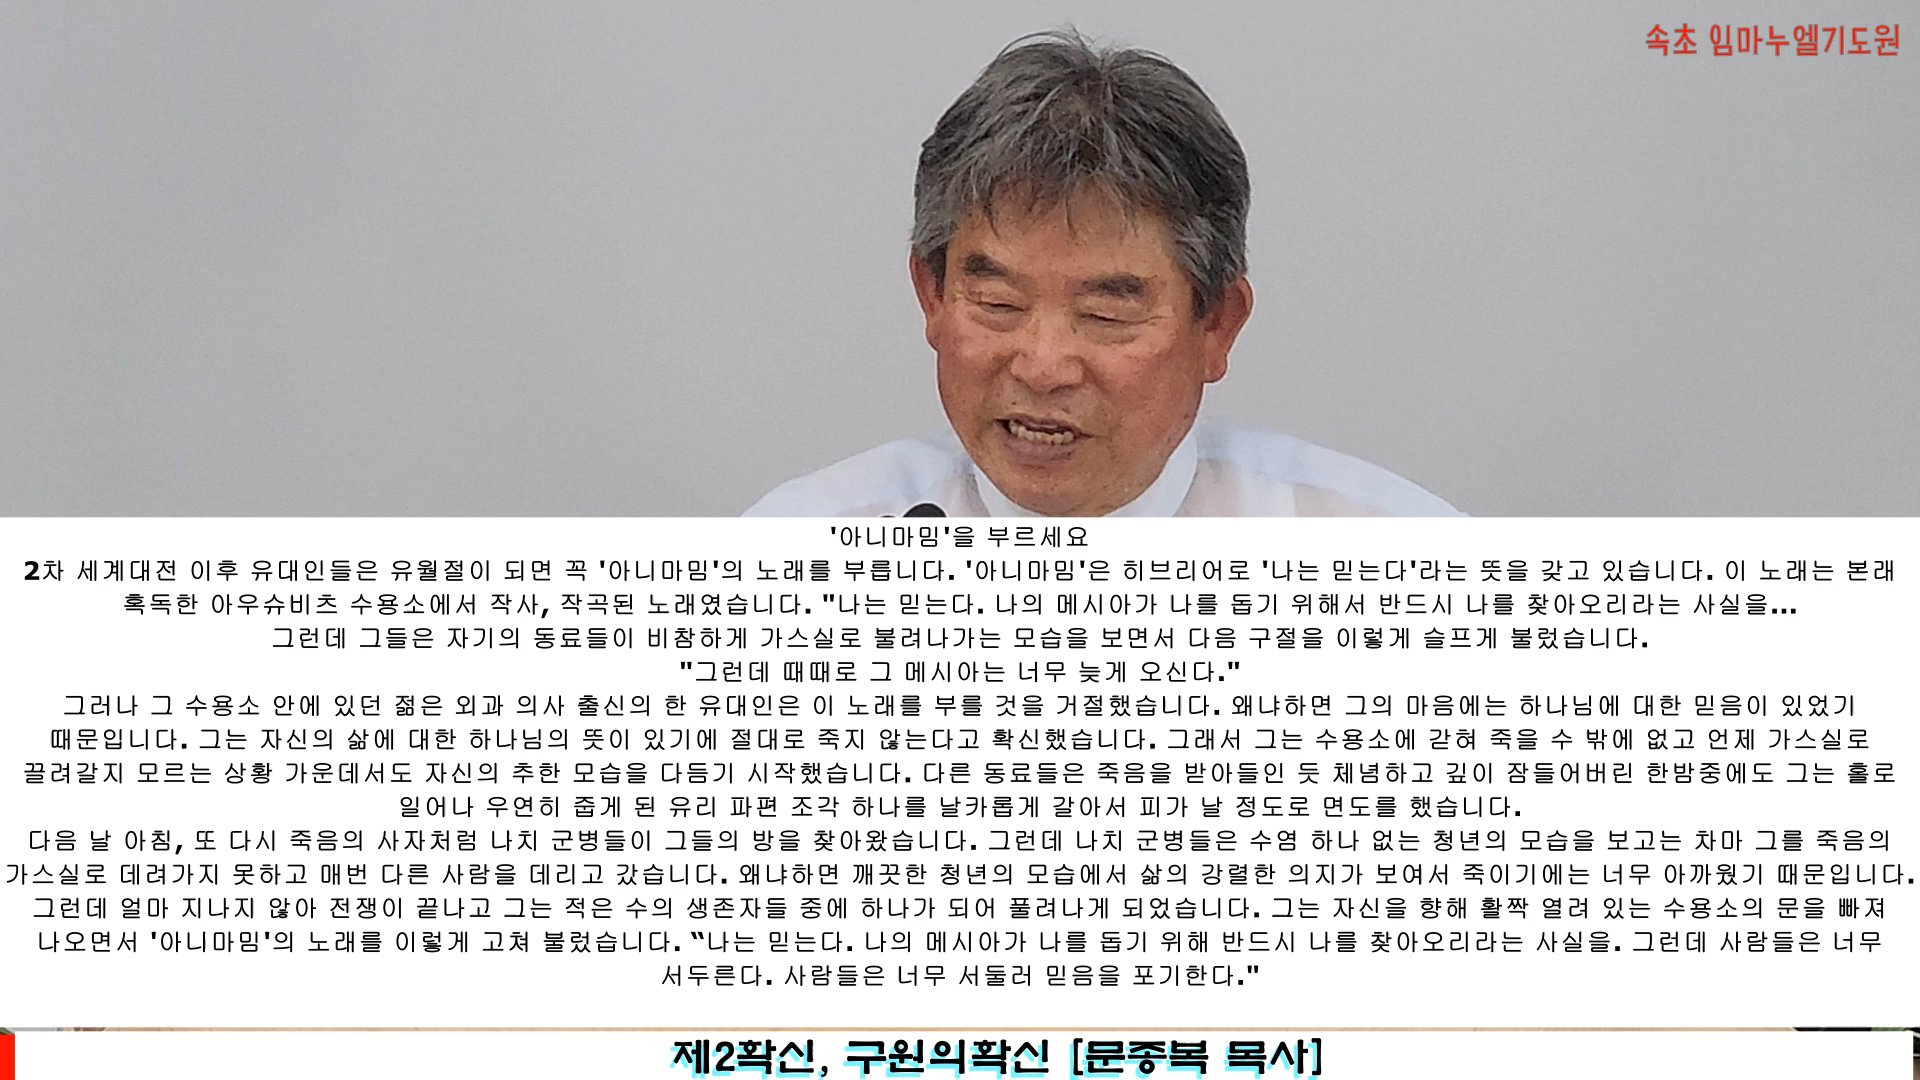 속초 임마누엘기도원
'아니마밈'을 부르세요
2차 세계대전 이후 유대인들은 유월절이 되면 꼭 '아니마밈'의 노래를 부릅니다. '아니마밈'은 히브리어로 '나는 믿는다'라는 뜻을 갖고 있습니다. 이 노래는 본래
혹독한 아우슈비츠 수용소에서 작사, 작곡된 노래였습니다. "나는 믿는다. 나의 메시아가 나를 돕기 위해서 반드시 나를 찾아오리라는 사실을...
그런데 그들은 자기의 동료들이 비참하게 가스실로 불려나가는 모습을 보면서 다음 구절을 이렇게 슬프게 불렀습니다.
"그런데 때때로 그 메시아는 너무 늦게 오신다."
그러나 그 수용소 안에 있던 젊은 외과 의사 출신의 한 유대인은 이 노래를 부를 것을 거절했습니다. 왜냐하면 그의 마음에는 하나님에 대한 믿음이 있었기
때문입니다. 그는 자신의 삶에 대한 하나님의 뜻이 있기에 절대로 죽지 않는다고 확신했습니다. 그래서 그는 수용소에 갇혀 죽을 수 밖에 없고 언제 가스실로
끌려갈지 모르는 상황 가운데서도 자신의 추한 모습을 다듬기 시작했습니다. 다른 동료들은 죽음을 받아들인 듯 체념하고 깊이 잠들어버린 한밤중에도 그는 홀로
일어나 우연히 줍게 된 유리 파편 조각 하나를 날카롭게 갈아서 피가 날 정도로 면도를 했습니다.
다음 날 아침, 또 다시 죽음의 사자처럼 나치 군병들이 그들의 방을 찾아왔습니다. 그런데 나치 군병들은 수염 하나 없는 청년의 모습을 보고는 차마 그를 죽음의
가스실로 데려가지 못하고 매번 다른 사람을 데리고 갔습니다. 왜냐하면 깨끗한 청년의 모습에서 삶의 강렬한 의지가 보여서 죽이기에는 너무 아까웠기 때문입니다.
그런데 얼마 지나지 않아 전쟁이 끝나고 그는 적은 수의 생존자들 중에 하나가 되어 풀려나게 되었습니다. 그는 자신을 향해 활짝 열려 있는 수용소의 문을 빠져
나오면서 '아니마밈'의 노래를 이렇게 고쳐 불렀습니다. “나는 믿는다. 나의 메시아가 나를 돕기 위해 반드시 나를 찾아오리라는 사실을. 그런데 사람들은 너무
서두른다. 사람들은 너무 서둘러 믿음을 포기한다."
제2확신, 구원의확신 [문종복 목사]